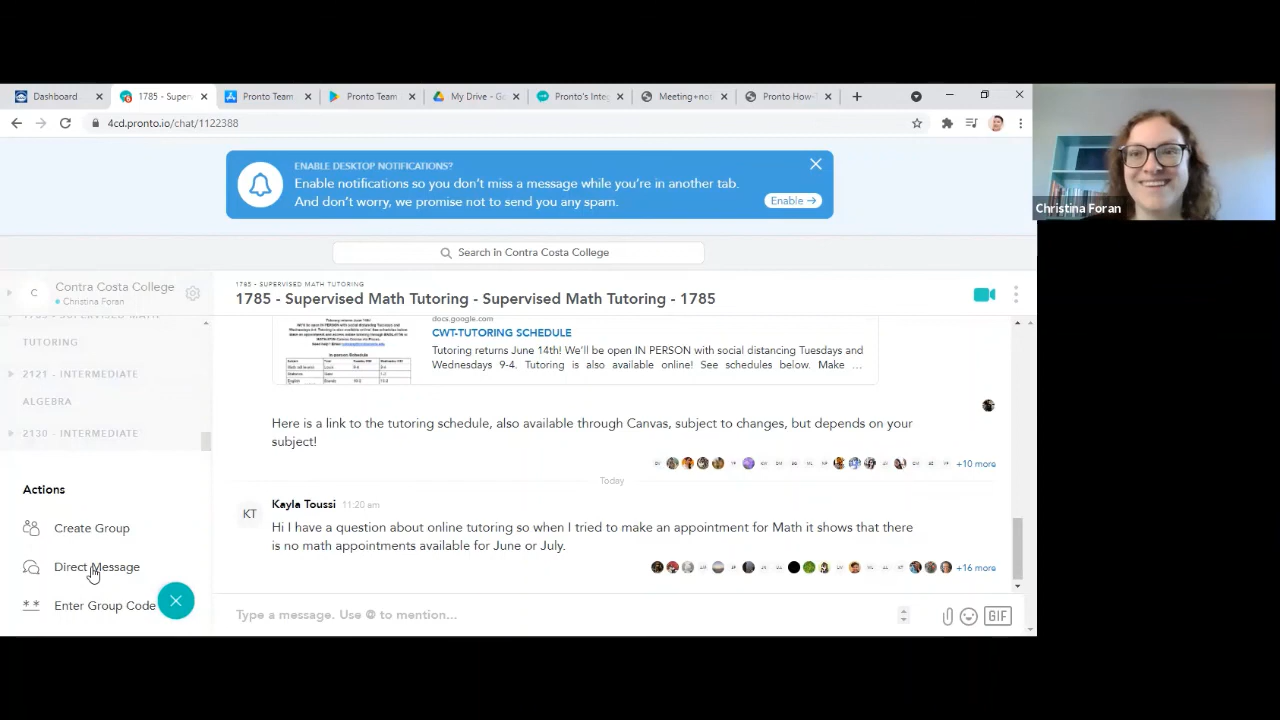 Dashboard
1785 - Super
Pronto Team
Pronto Team
My Drive - Go
Pronto's Inte
Meeting+not
Pronto How-
4cd.pronto.io/chat/1122388
ENABLE DESKTOP NOTIFICATIONS?
Enable notifications so you don't miss a message while you're in another tab.
And don't worry, we promise not to send you any spam.
Enable →
Christina Foran
Search in Contra Costa College
C
Contra Costa College
Christina Foran
1785 - SUPERVISED MATH TUTORING
1785 - Supervised Math Tutoring - Supervised Math Tutoring - 1785
TUTORING
2121 - INTERMEDIATE
ALGEBRA
2130 - INTERMEDIATE
docs.google.com
CWT-TUTORING SCHEDULE
Tutoring returns June 14th! We'll be open IN PERSON with social distancing Tuesdays and
Wednesdays 9-4. Tutoring is also available online! See schedules below. Make ...
Here is a link to the tutoring schedule, also available through Canvas, subject to changes, but depends on your
subject!
+10 more
Today
KT
Kayla Toussi 11:20 am
Hi I have a question about online tutoring so when I tried to make an appointment for Math it shows that there
is no math appointments available for June or July.
+16 more
Actions
Create Group
Direct Message
** Enter Group Code
Type a message. Use @ to mention...
GIF